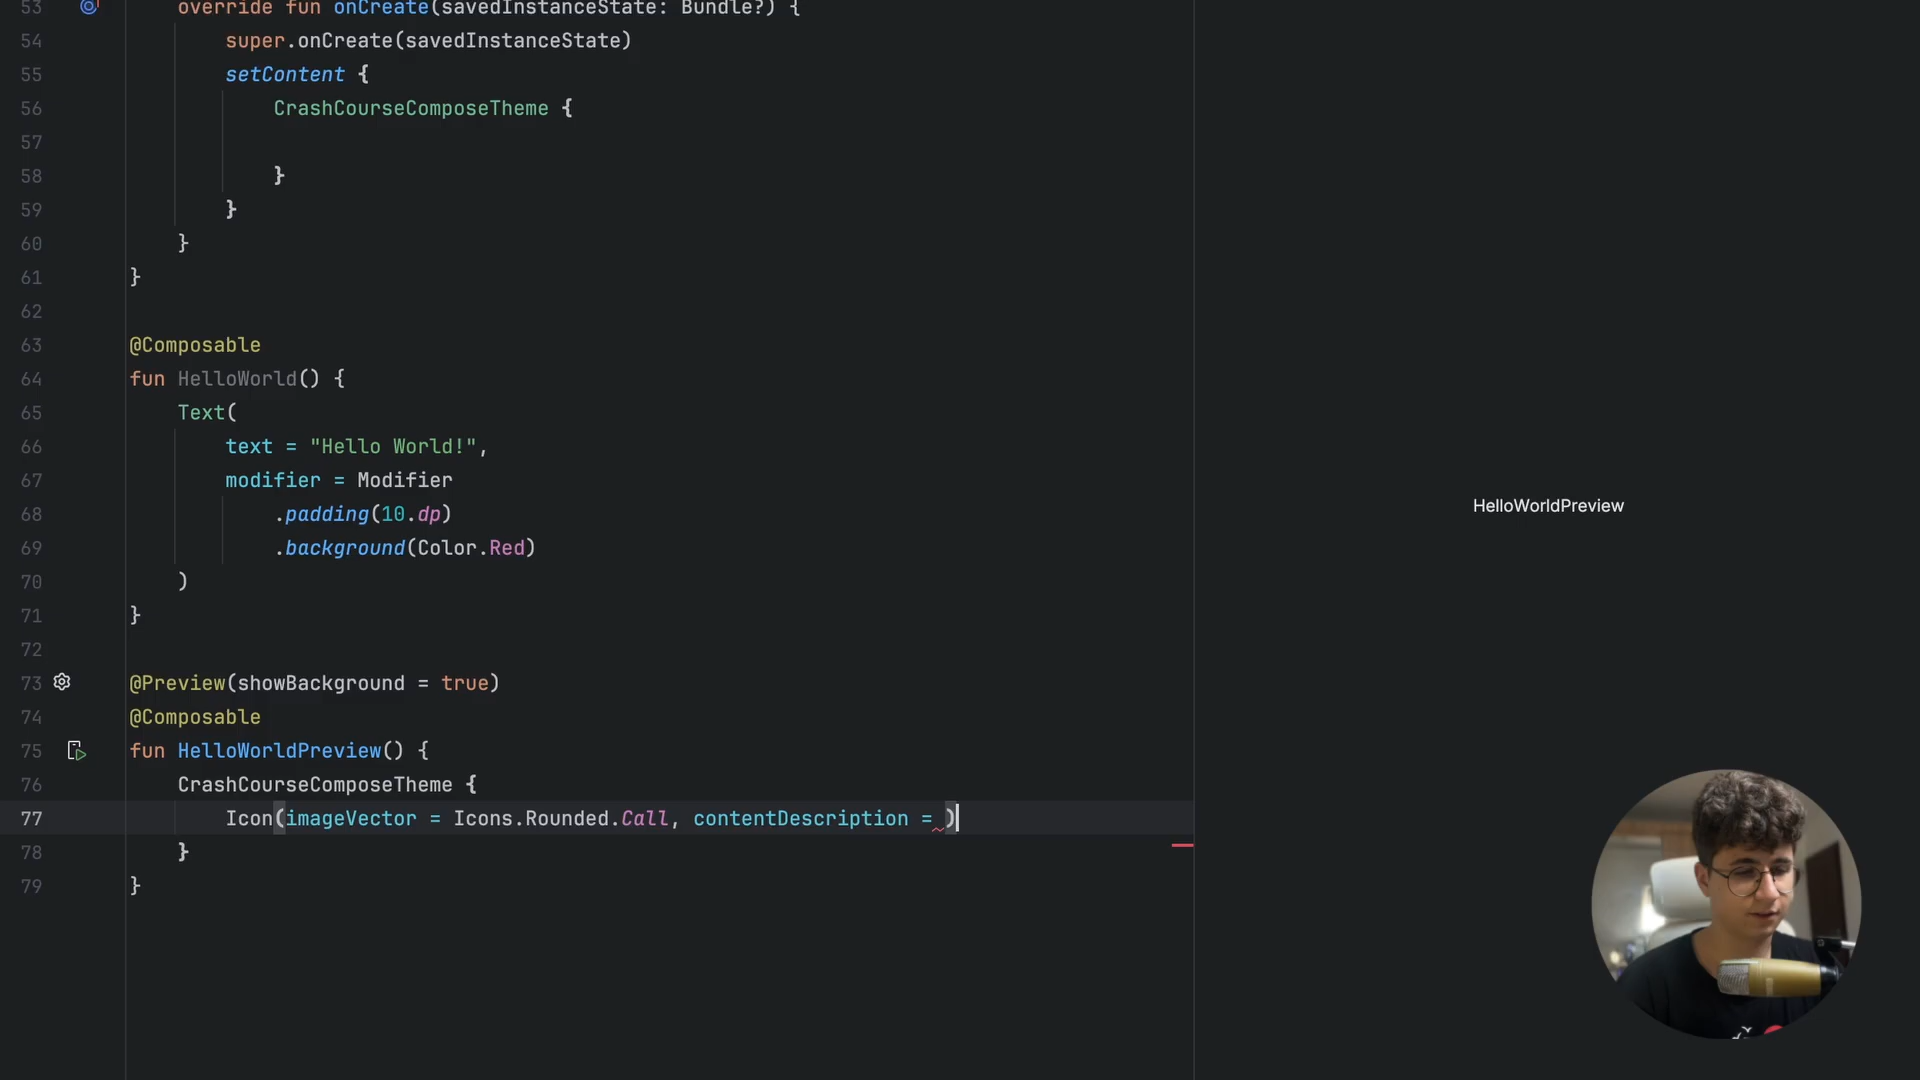 53 override fun onCreate(savedInstanceState: Bundle?) {
54 super.onCreate(savedInstanceState)
55 setContent {
56 CrashCourseComposeTheme {
57
58 }
59 }
60 }
61 }
62
63 @Composable
64 fun HelloWorld() {
65 Text(
66 text = "Hello World!",
67 modifier = Modifier
68 .padding(10.dp)
69 .background(Color.Red)
70 )
71 }
72
73 @Preview(showBackground = true)
74 @Composable
75 fun HelloWorldPreview() {
76 CrashCourseComposeTheme {
77 Icon(imageVector = Icons.Rounded.Call, contentDescription = )
78 }
79 }
HelloWorldPreview